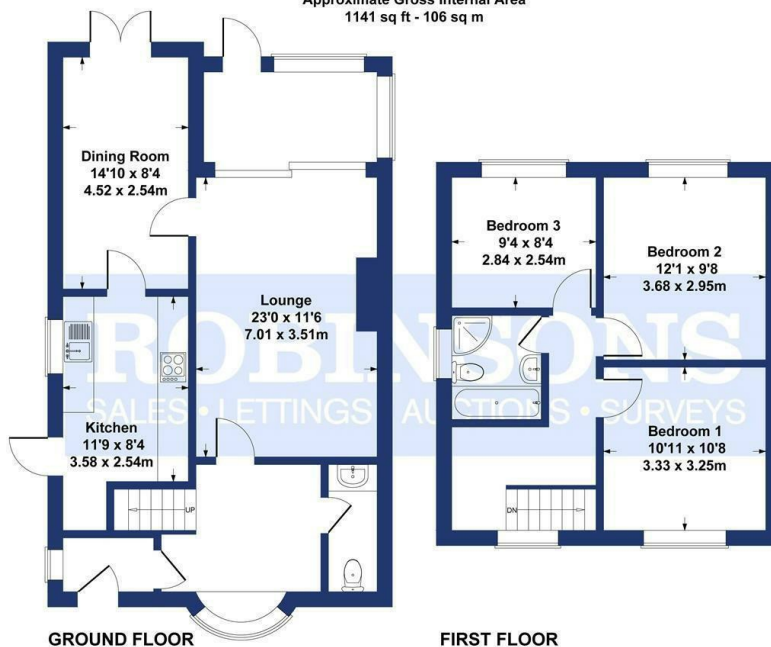 Approximate Gross Internal Area
1141 sq ft - 106 sq m
Dining Room
14'10 x 8'4
4.52 x 2.54m
Lounge
23'0 x 11'6
7.01 x 3.51m
Kitchen
11'9 x 8'4
3.58 x 2.54m
UP
GROUND FLOOR
Bedroom 3
9'4 x 8'4
2.84 x 2.54m
Bedroom 2
12'1 x 9'8
3.68 x 2.95m
Bedroom 1
10'11 x 10'8
3.33 x 3.25m
DN
FIRST FLOOR
ROBINSONS
SALES • LETTINGS • AUCTIONS • SURVEYS